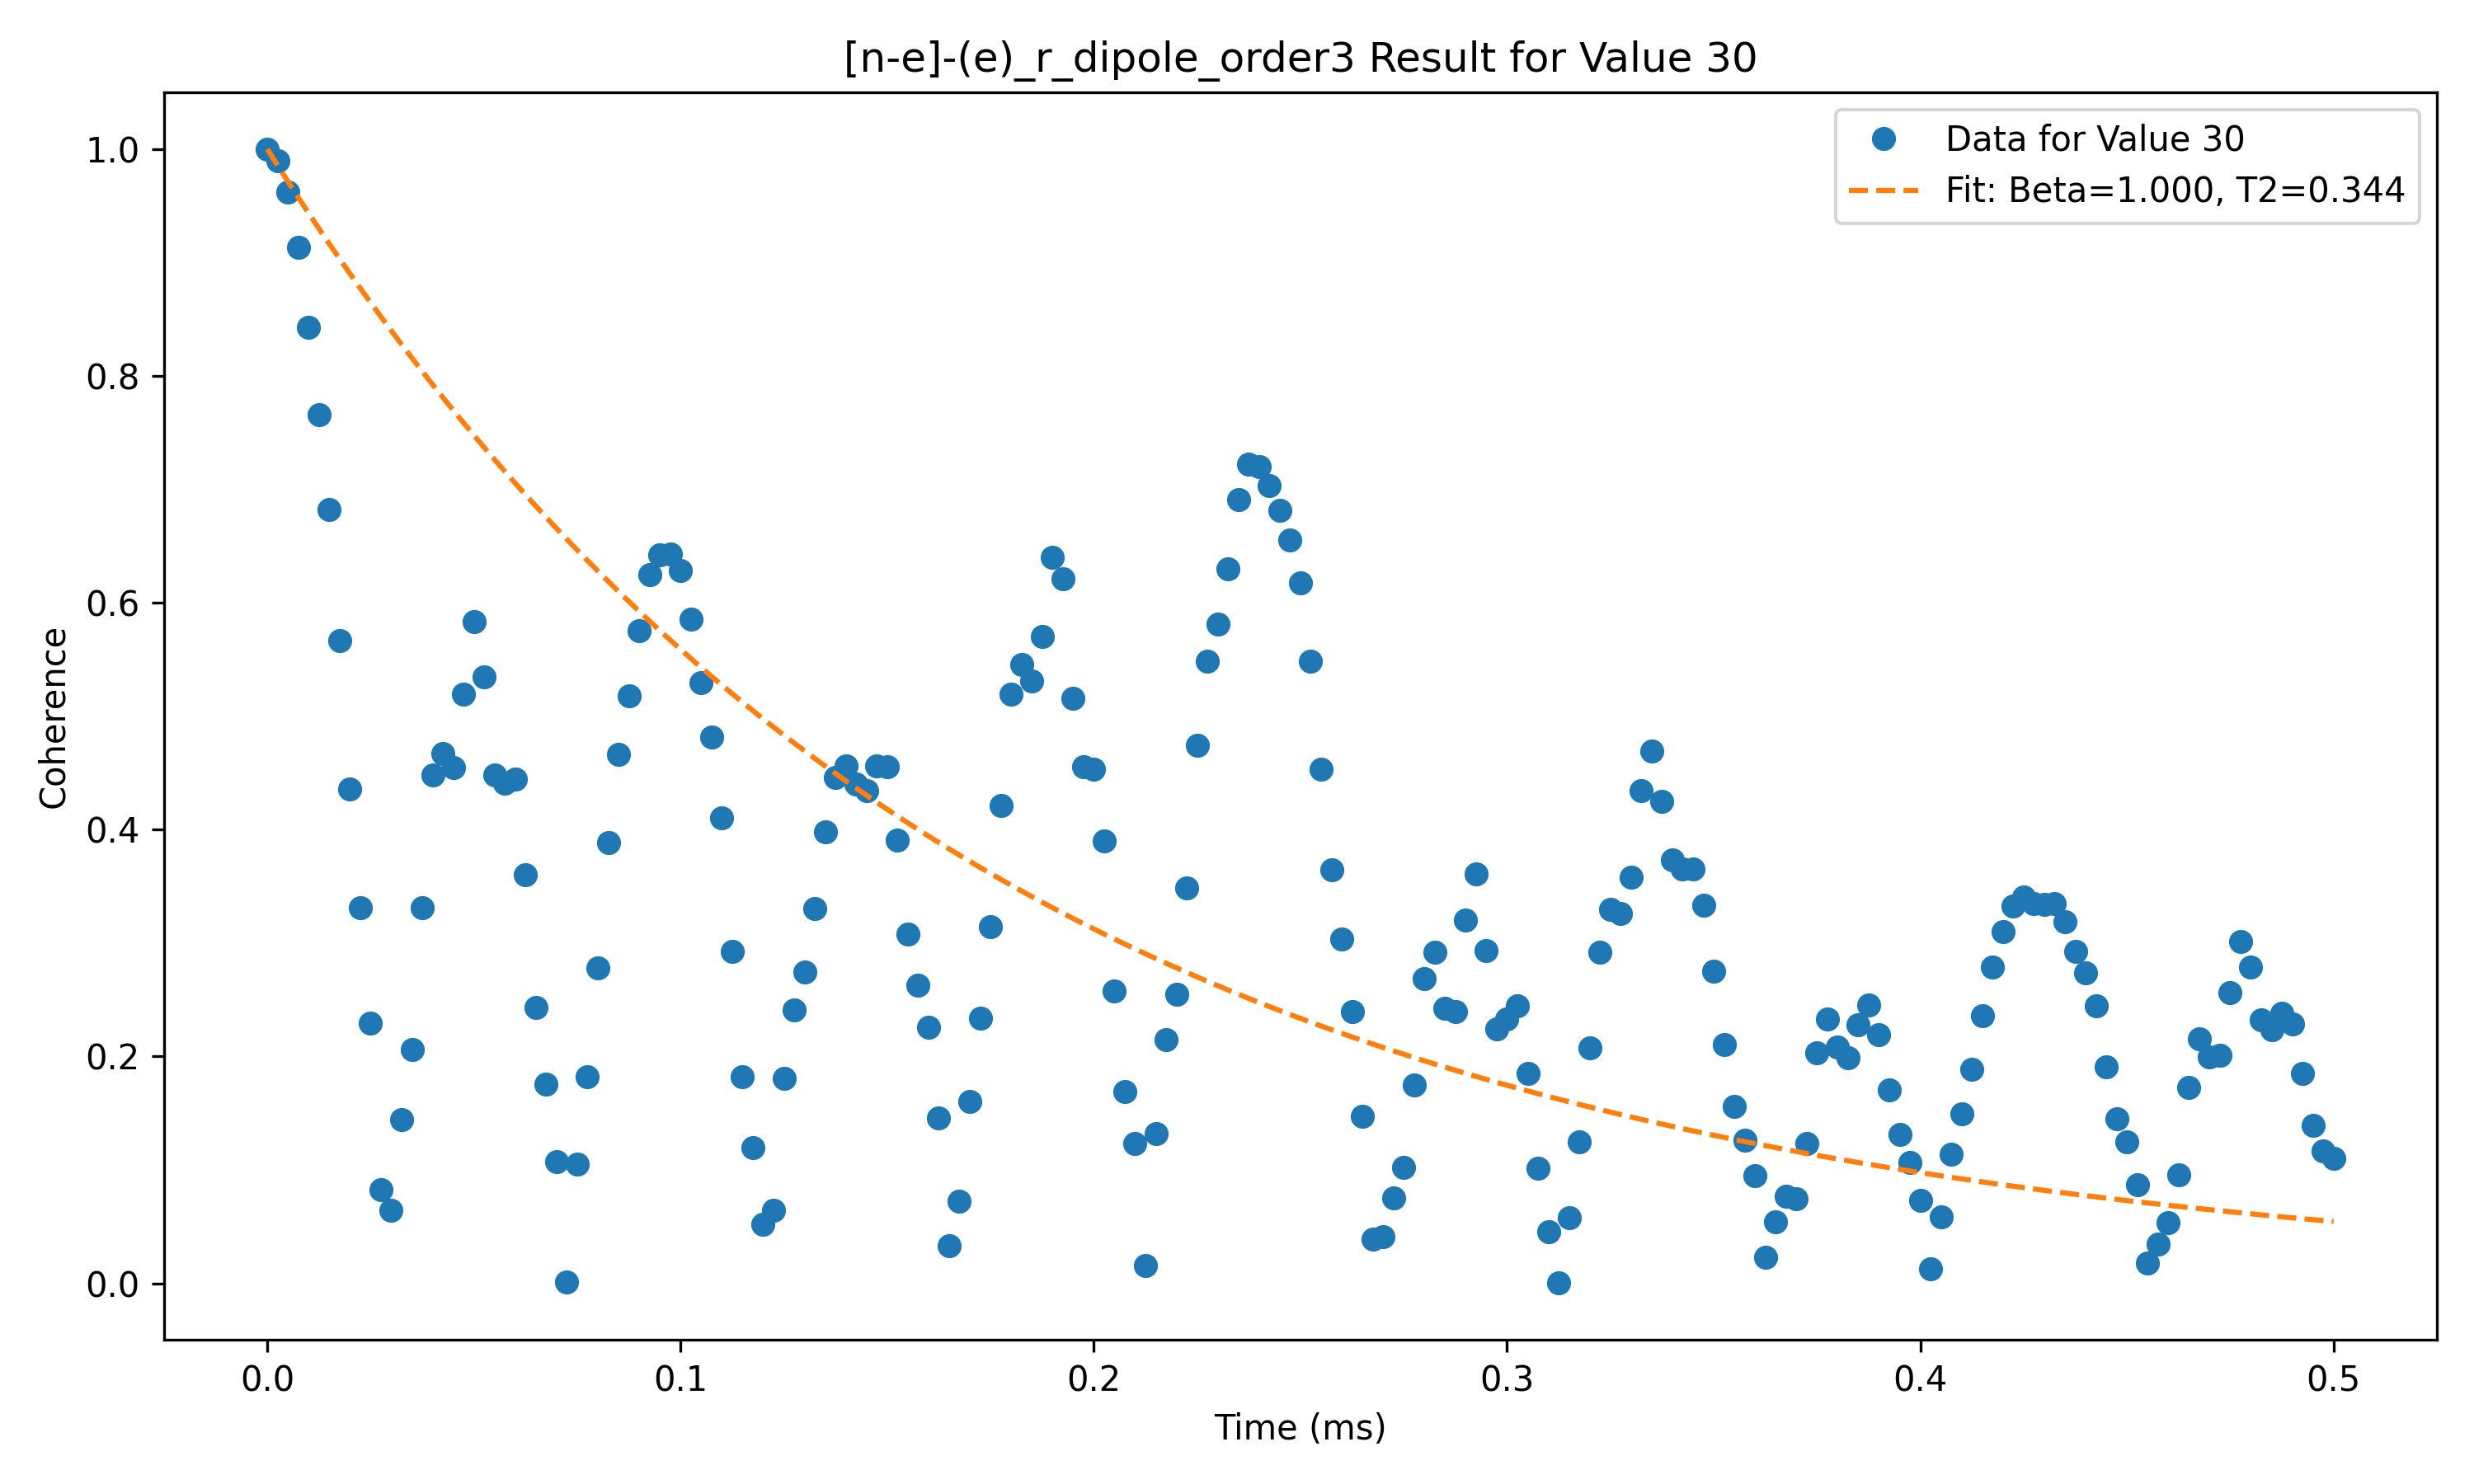 [n-e]-(e)_r_dipole_order3 Result for Value 30
Data for Value 30
Fit: Beta=1.000, T2=0.344
Coherence
1.0
0.8
0.6
0.4
0.2
0.0
0.0 0.1 0.2 0.3 0.4 0.5
Time (ms)